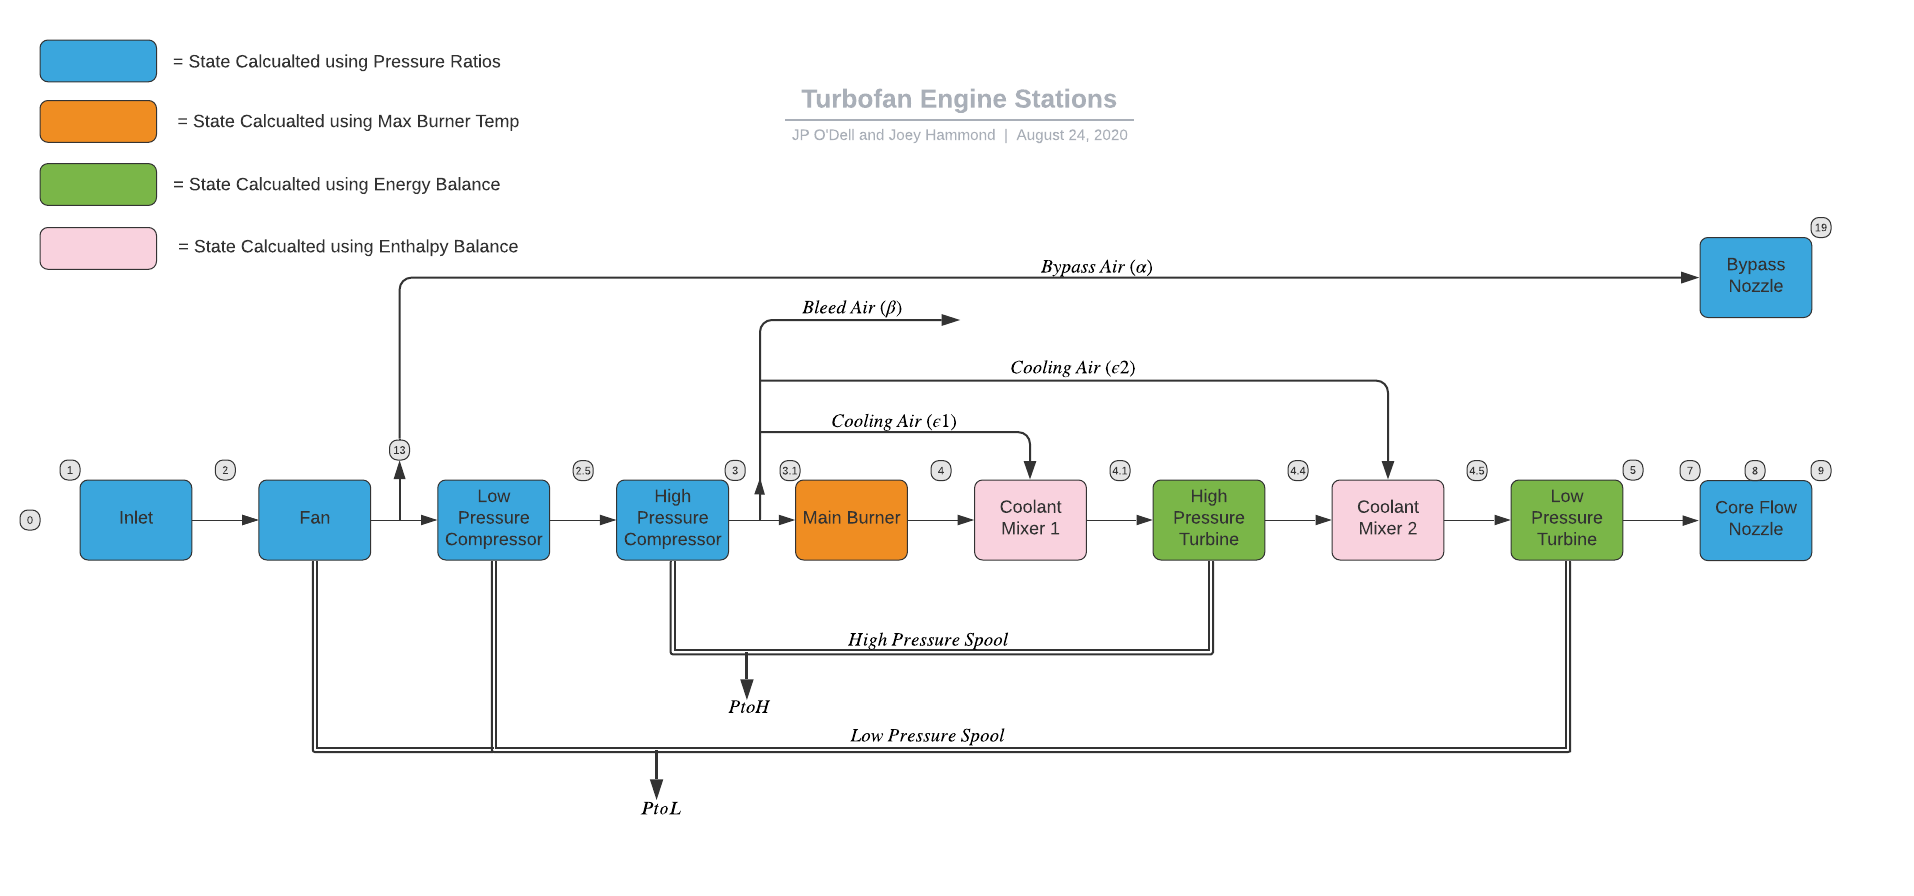 = State Calcualted using Pressure Ratios
= State Calcualted using Max Burner Temp
= State Calcualted using Energy Balance
= State Calcualted using Enthalpy Balance
Turbofan Engine Stations
JP O'Dell and Joey Hammond | August 24, 2020
19
Bypass
Nozzle
Bypass Air (α)
Bleed Air (β)
Cooling Air (ϵ2)
Cooling Air (ϵ1)
13
0
1
2
2.5
3
3.1
4
4.1
4.4
4.5
5
7
8
9
Inlet
Fan
Low
Pressure
Compressor
High
Pressure
Compressor
Main Burner
Coolant
Mixer 1
High
Pressure
Turbine
Coolant
Mixer 2
Low
Pressure
Turbine
Core Flow
Nozzle
High Pressure Spool
PtoH
Low Pressure Spool
PtoL